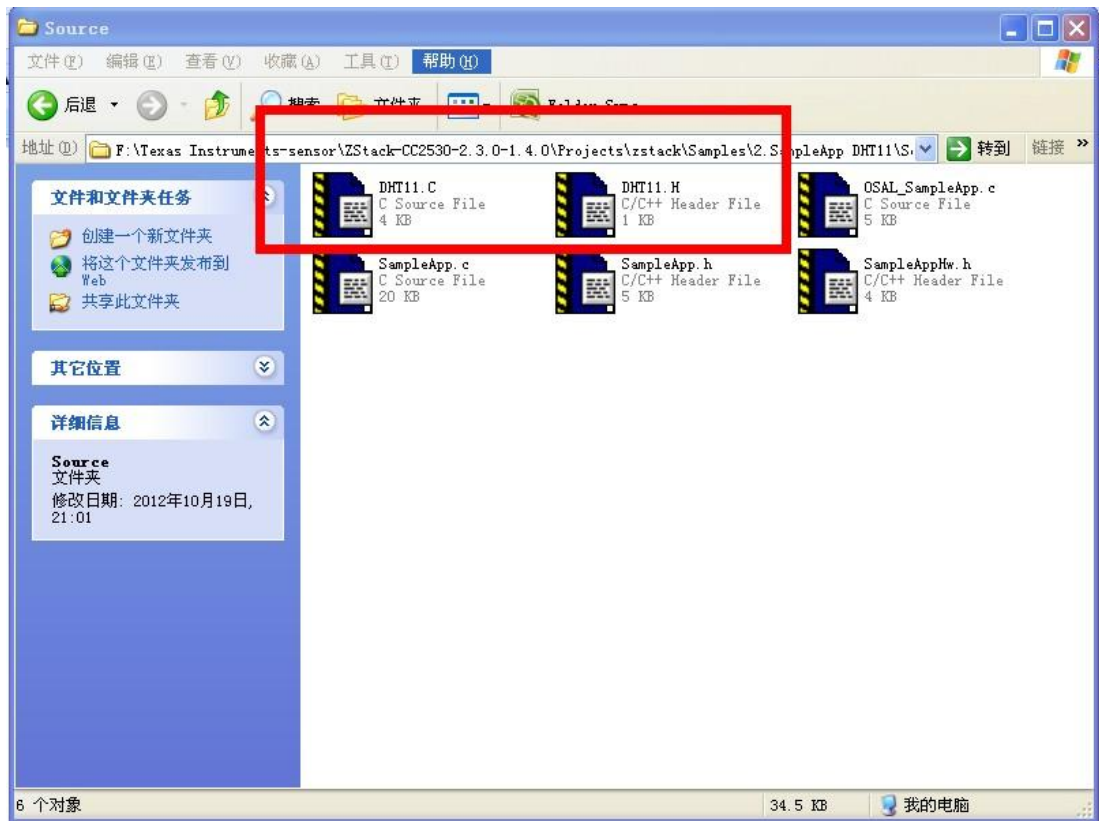 Source
文件(F) 编辑(E) 查看(V) 收藏(A) 工具(T) 帮助(H)
后退 搜索 文件夹
地址(D) F:\Texas Instruments-sensor\ZStack-CC2530-2.3.0-1.4.0\Projects\zstack\Samples\2.SampleApp DHT11\S 转到 链接 »
文件和文件夹任务
创建一个新文件夹
将这个文件夹发布到
Web
共享此文件夹
其它位置
详细信息
Source
文件夹
修改日期: 2012年10月19日,
21:01
DHT11.C
C Source File
4 KB
DHT11.H
C/C++ Header File
1 KB
OSAL_SampleApp.c
C Source File
5 KB
SampleApp.c
C Source File
20 KB
SampleApp.h
C/C++ Header File
5 KB
SampleAppHw.h
C/C++ Header File
4 KB
6 个对象 34.5 KB 我的电脑